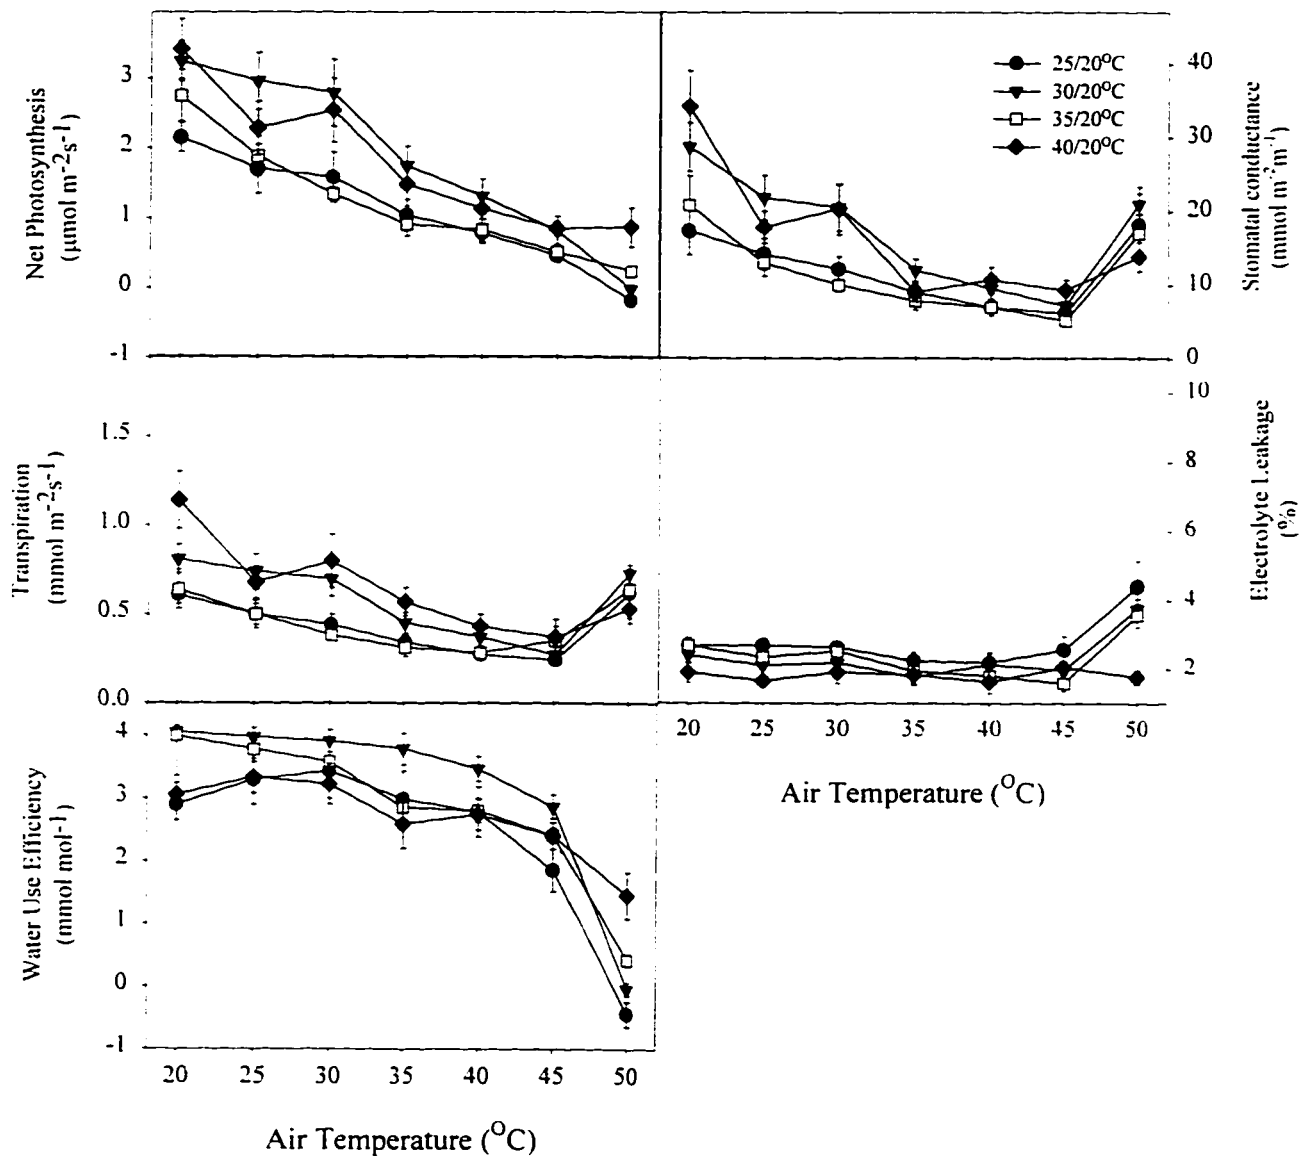 Net Photosynthesis
(μmol m⁻²s⁻¹)
3
2
1
0
-1
25/20°C
30/20°C
35/20°C
40/20°C
40
30
20
10
0
Stomatal conductance
(mmol m⁻²m⁻¹)
Transpiration
(mmol m⁻²s⁻¹)
1.5
1.0
0.5
0.0
10
8
6
4
2
Electrolyte Leakage
(%)
20 25 30 35 40 45 50
Air Temperature (°C)
Water Use Efficiency
(mmol mol⁻¹)
4
3
2
1
0
-1
20 25 30 35 40 45 50
Air Temperature (°C)